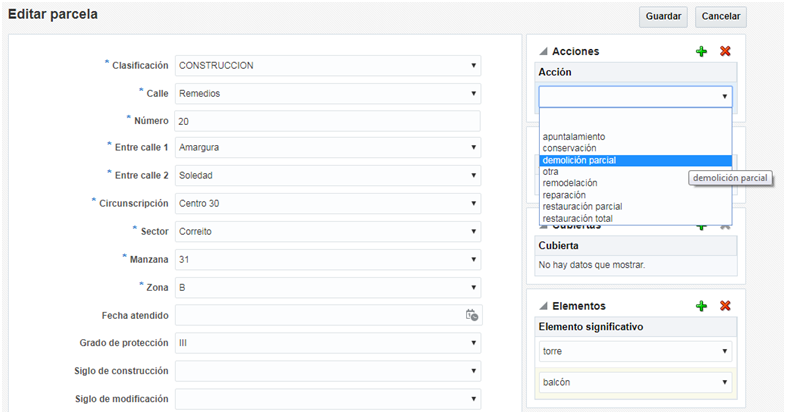 Editar parcela
Guardar
Cancelar
* Clasificación CONSTRUCCION
* Calle Remedios
* Número 20
* Entre calle 1 Amargura
* Entre calle 2 Soledad
* Circunscripción Centro 30
* Sector Correito
* Manzana 31
* Zona B
Fecha atendido
Grado de protección III
Siglo de construcción
Siglo de modificación
Acciones
Acción
apuntalamiento
conservación
demolición parcial
otra
demolición parcial
remodelación
reparación
restauración parcial
restauración total
Cubiertas
Cubierta
No hay datos que mostrar.
Elementos
Elemento significativo
torre
balcón